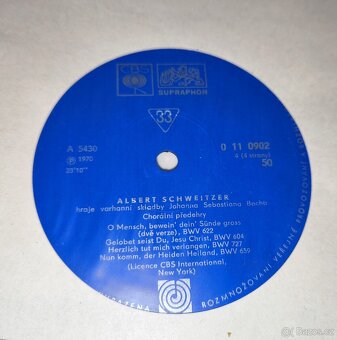 CBS
SUPRAPHON
33
A 5430
0 11 0902
Ⓟ 1970
4 (4 strany)
23'10"
50
ALBERT SCHWEITZER
hraje varhanní skladby Johanna Sebastiana Bacha
Chorální předehry
O Mensch, bewein' dein' Sünde gross
(dvě verze), BWV 622
Gelobet seist Du, Jesu Christ, BWV 604
Herzlich tut mich verlangen, BWV 727
Nun komm, der Heiden Heiland, BWV 659
(Licence CBS International,
New York)
ROZMNOŽOVÁNÍ VEŘEJNÉ PROVOZOVÁNÍ
bazos.cz